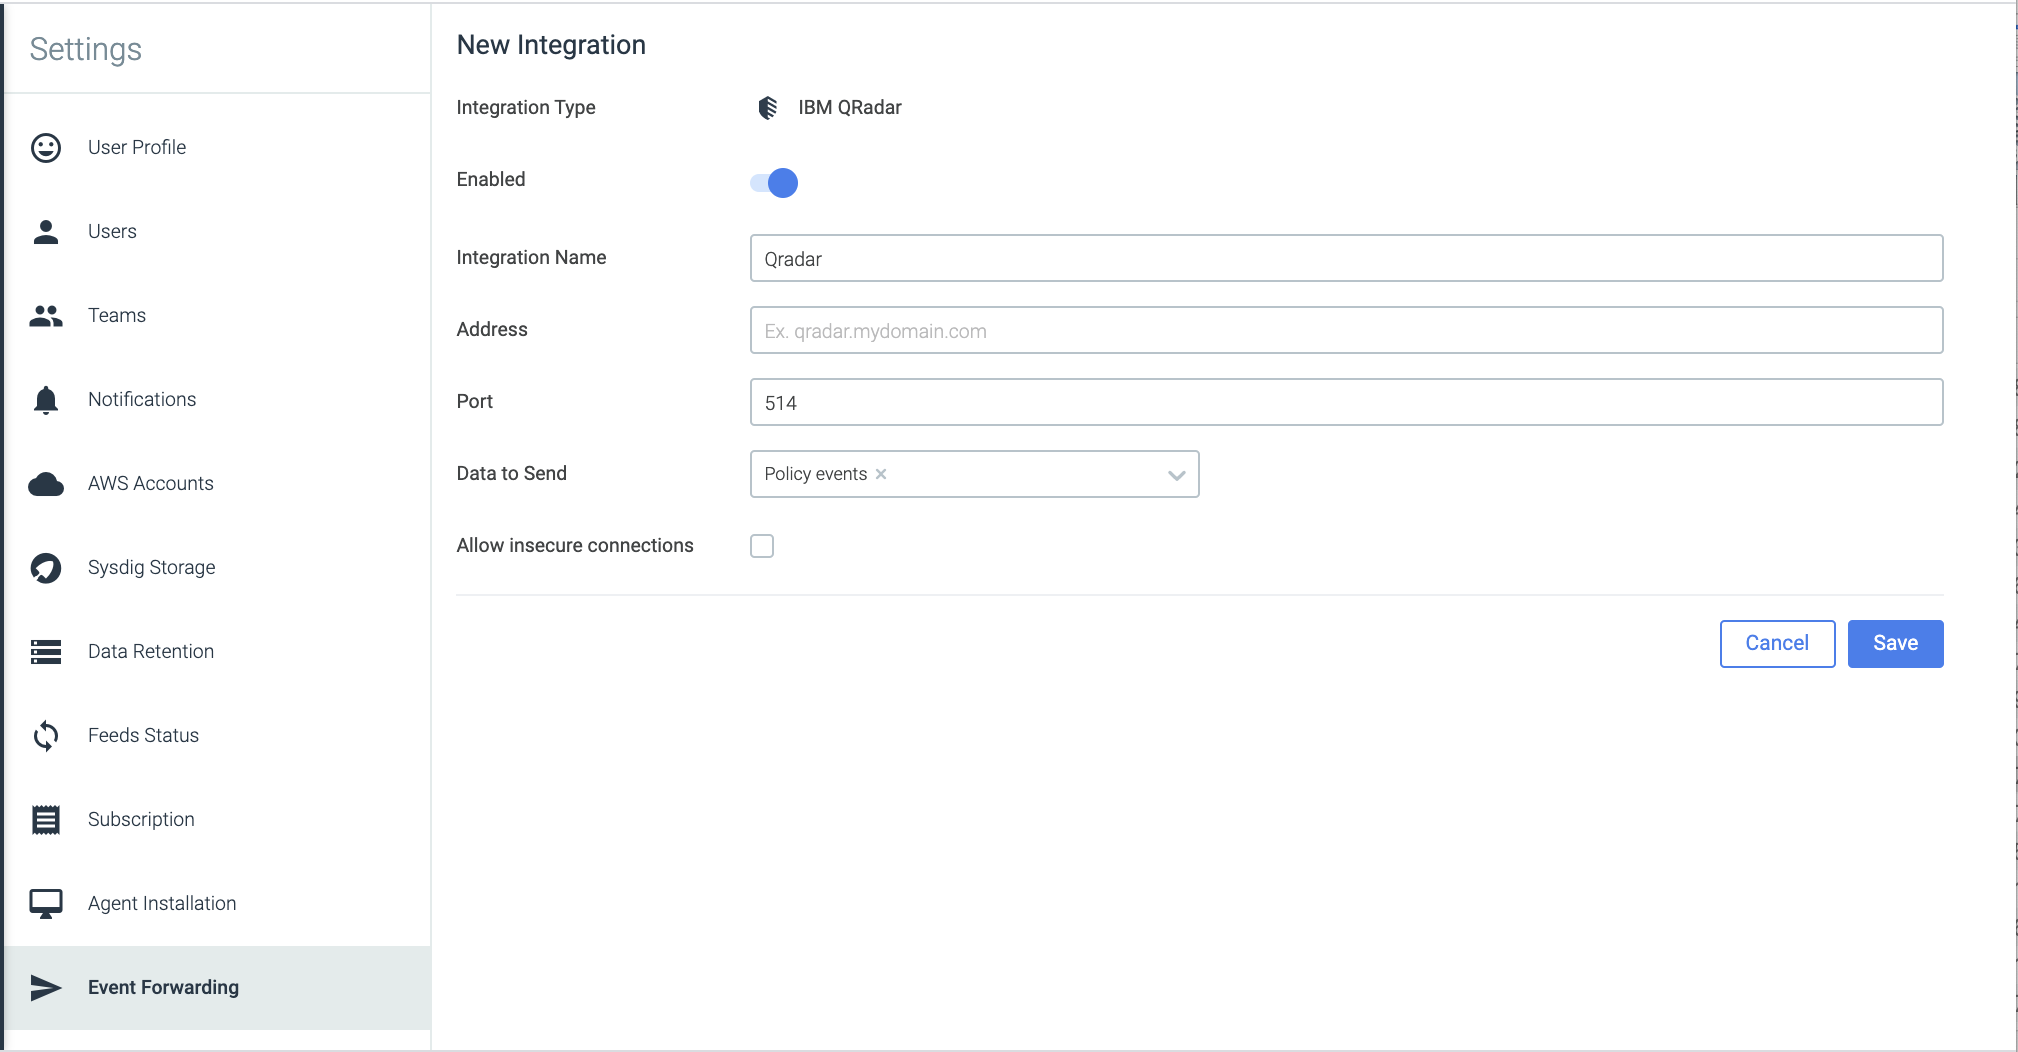 Settings
User Profile
Users
Teams
Notifications
AWS Accounts
Sysdig Storage
Data Retention
Feeds Status
Subscription
Agent Installation
Event Forwarding
New Integration
Integration Type IBM QRadar
Enabled
Integration Name Qradar
Address Ex. qradar.mydomain.com
Port 514
Data to Send Policy events ×
Allow insecure connections
Cancel Save